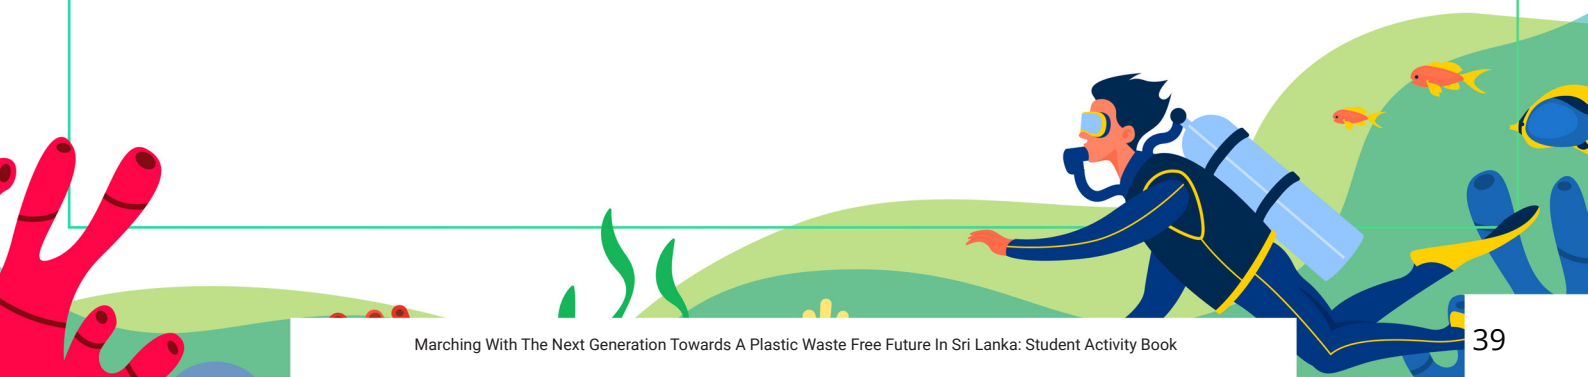 Marching With The Next Generation Towards A Plastic Waste Free Future In Sri Lanka: Student Activity Book
39